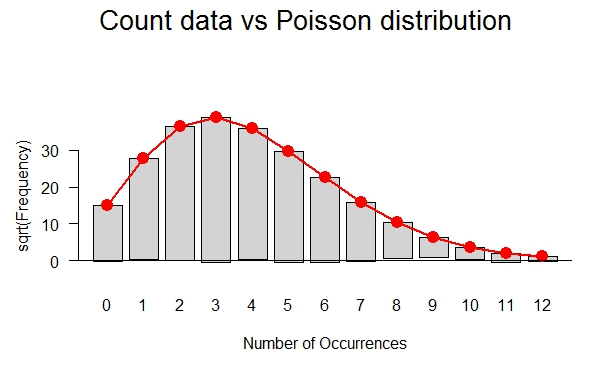 Count data vs Poisson distribution
sqrt(Frequency)
30
20
10
0
0 1 2 3 4 5 6 7 8 9 10 11 12
Number of Occurrences